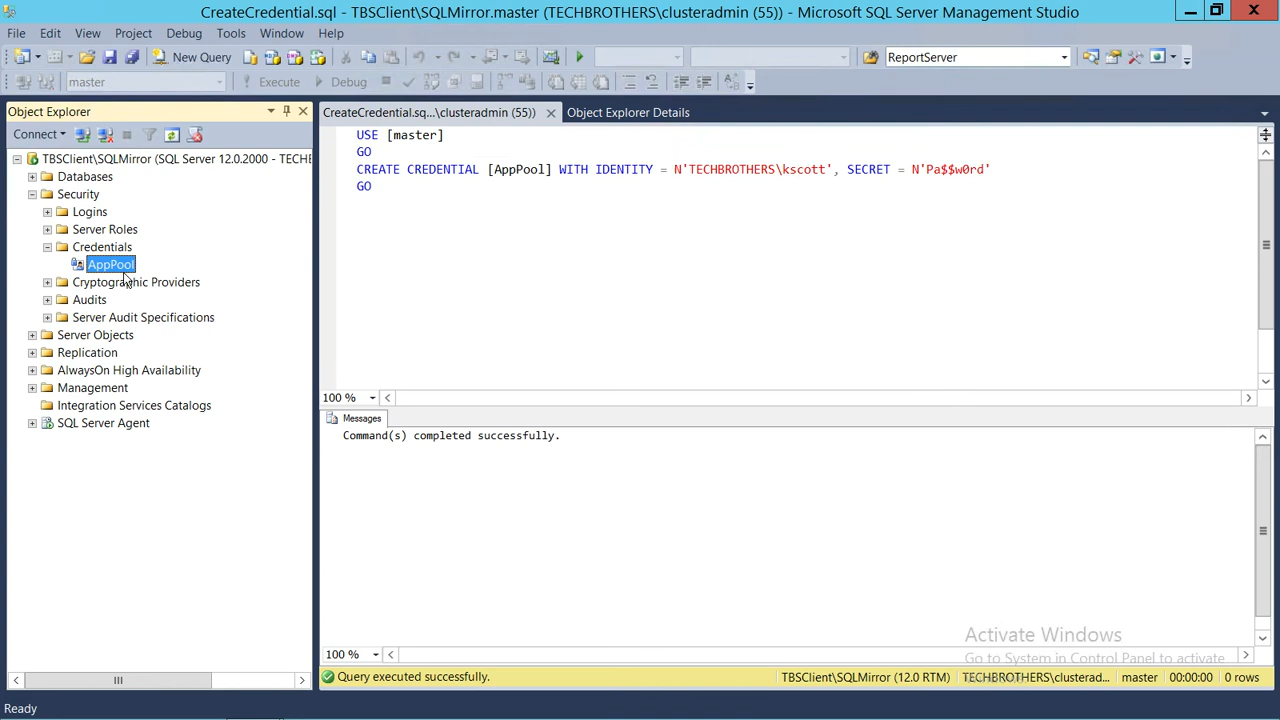 CreateCredential.sql - TBSClient\SQLMirror.master (TECHBROTHERS\clusteradmin (55)) - Microsoft SQL Server Management Studio
File Edit View Project Debug Tools Window Help
New Query ReportServer
master Execute Debug
Object Explorer
CreateCredential.sq...\clusteradmin (55)) Object Explorer Details
Connect
TBSClient\SQLMirror (SQL Server 12.0.2000 - TECHB
Databases
Security
Logins
Server Roles
Credentials
AppPool
Cryptographic Providers
Audits
Server Audit Specifications
Server Objects
Replication
AlwaysOn High Availability
Management
Integration Services Catalogs
SQL Server Agent
USE [master]
GO
CREATE CREDENTIAL [AppPool] WITH IDENTITY = N'TECHBROTHERS\kscott', SECRET = N'Pa$$w0rd'
GO
100 %
Messages
Command(s) completed successfully.
Activate Windows
Go to System in Control Panel to activate
100 %
Query executed successfully. TBSClient\SQLMirror (12.0 RTM) TECHBROTHERS\clusterad... master 00:00:00 0 rows
Ready